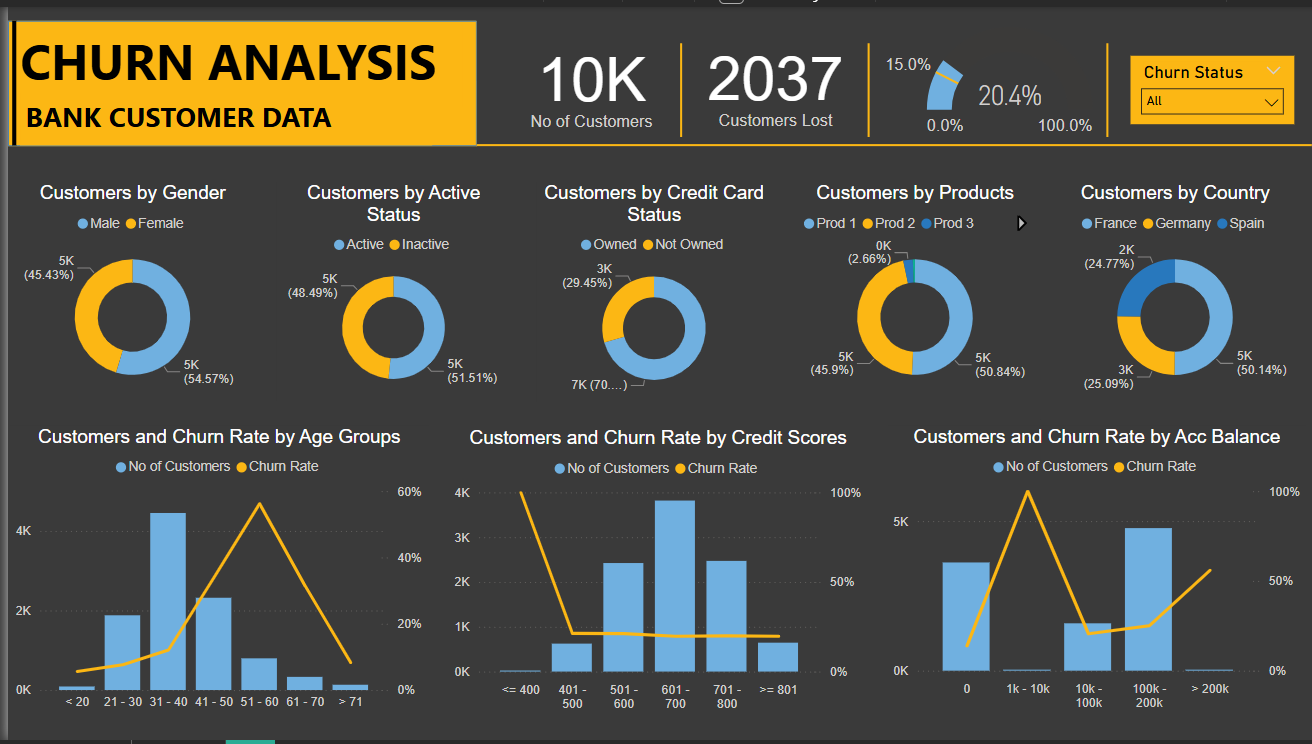 CHURN ANALYSIS
BANK CUSTOMER DATA
10K
No of Customers
2037
Customers Lost
15.0%
20.4%
0.0%
100.0%
Churn Status
All
Customers by Gender
Male Female
5K
(45.43%)
5K
(54.57%)
Customers by Active
Status
Active Inactive
5K
(48.49%)
5K
(51.51%)
Customers by Credit Card
Status
Owned Not Owned
3K
(29.45%)
7K (70....)
Customers by Products
Prod 1 Prod 2 Prod 3
0K
(2.66%)
5K
(45.9%)
5K
(50.84%)
Customers by Country
France Germany Spain
2K
(24.77%)
3K
(25.09%)
5K
(50.14%)
Customers and Churn Rate by Age Groups
No of Customers Churn Rate
60%
4K
40%
2K
20%
0K
0%
< 20 21 - 30 31 - 40 41 - 50 51 - 60 61 - 70 > 71
Customers and Churn Rate by Credit Scores
No of Customers Churn Rate
4K
100%
3K
2K
50%
1K
0K
0%
<= 400 401 - 500 501 - 600 601 - 700 701 - 800 >= 801
Customers and Churn Rate by Acc Balance
No of Customers Churn Rate
100%
5K
50%
0K
0%
0 1k - 10k 10k - 100k 100k - 200k > 200k